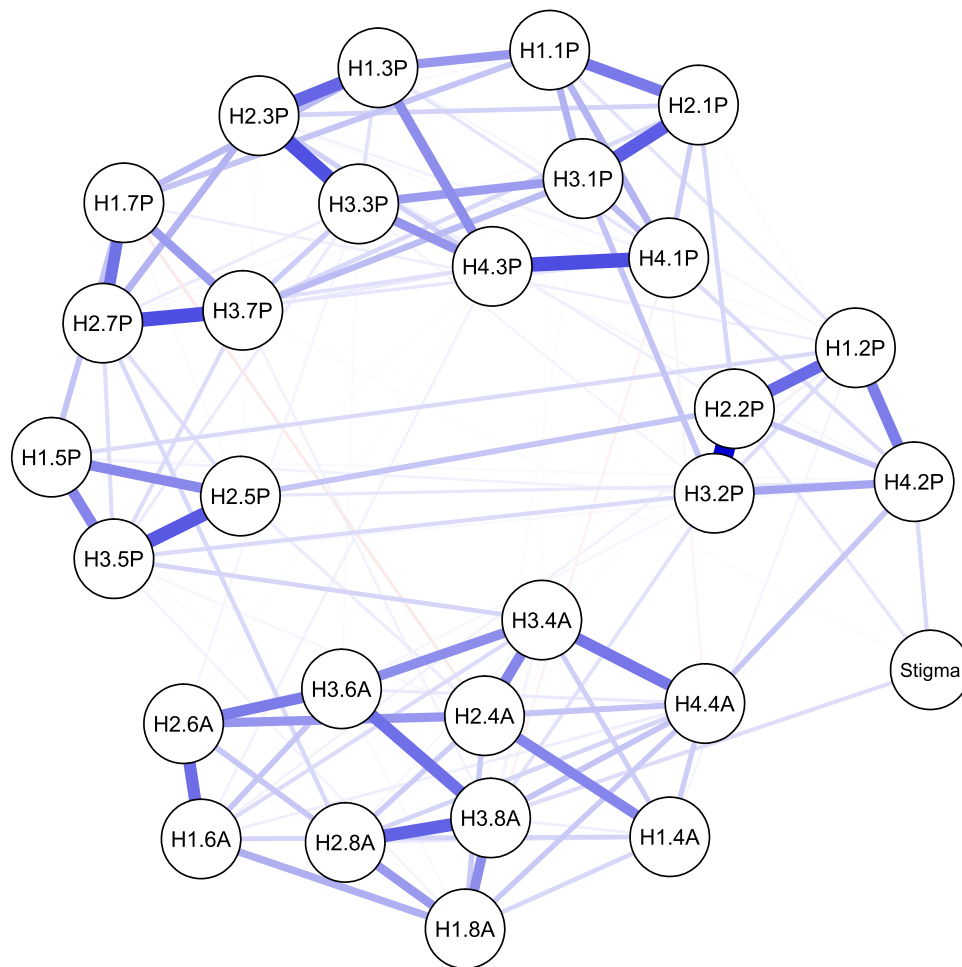 H1.1P
H1.3P
H2.1P
H2.3P
H3.1P
H1.7P
H3.3P
H4.1P
H4.3P
H3.7P
H2.7P
H1.2P
H2.2P
H1.5P
H4.2P
H3.2P
H2.5P
H3.5P
H3.4A
Stigma
H3.6A
H4.4A
H2.4A
H2.6A
H3.8A
H1.4A
H1.6A
H2.8A
H1.8A